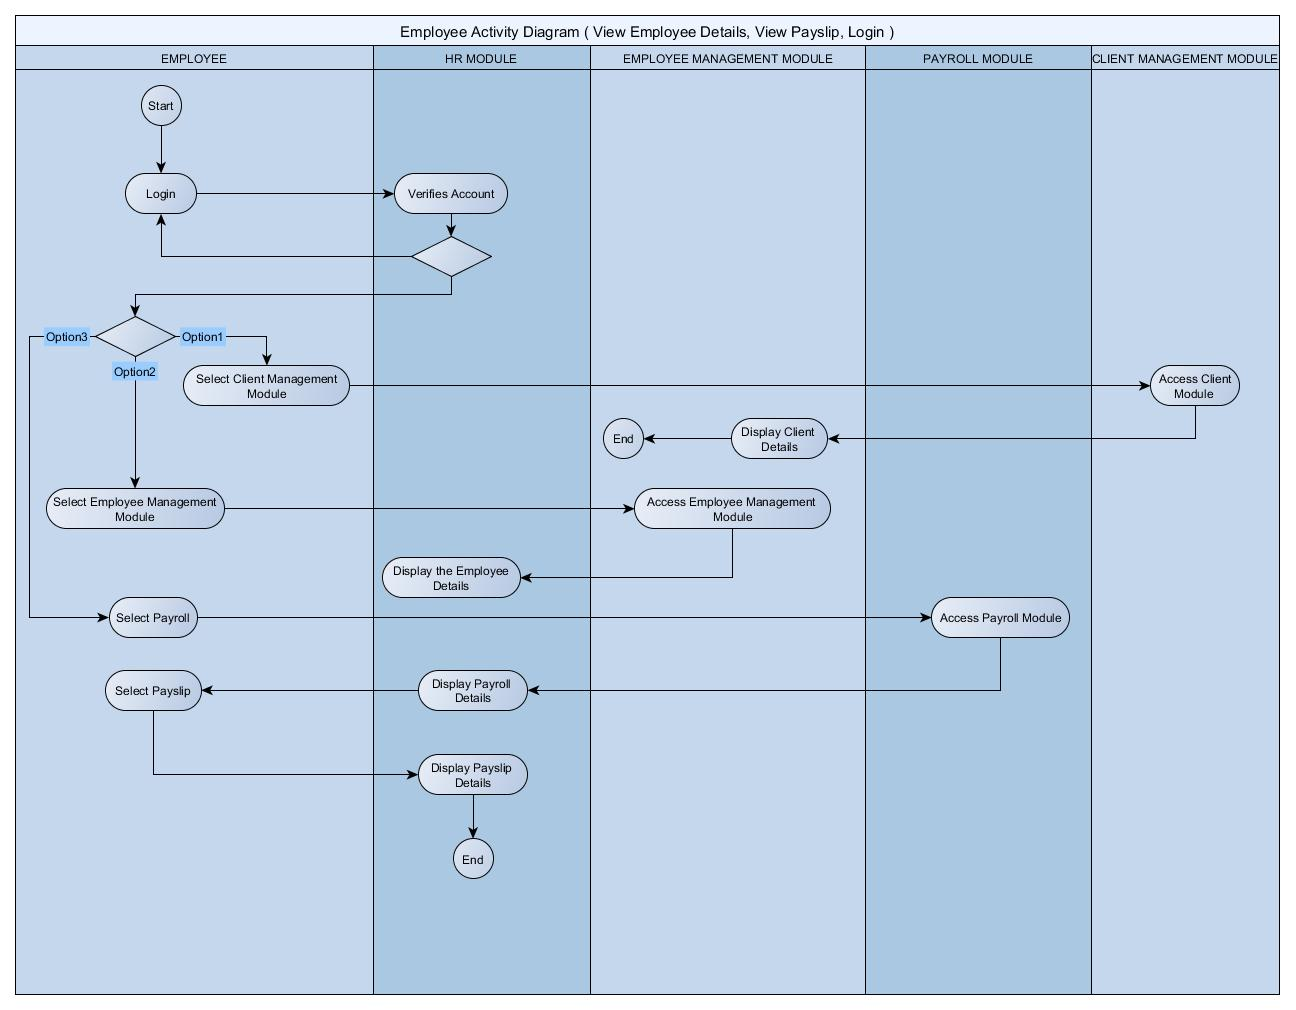 Employee Activity Diagram ( View Employee Details, View Payslip, Login )
EMPLOYEE
HR MODULE
EMPLOYEE MANAGEMENT MODULE
PAYROLL MODULE
CLIENT MANAGEMENT MODULE
Start
Login
Verifies Account
Option3
Option1
Option2
Select Client Management
Module
Access Client
Module
End
Display Client
Details
Select Employee Management
Module
Access Employee Management
Module
Display the Employee
Details
Select Payroll
Access Payroll Module
Select Payslip
Display Payroll
Details
Display Payslip
Details
End